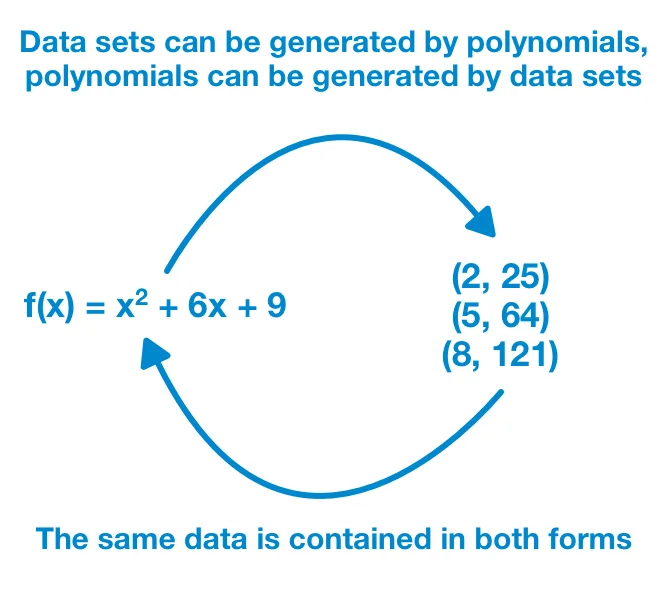 Data sets can be generated by polynomials,
polynomials can be generated by data sets
f(x) = x² + 6x + 9
(2, 25)
(5, 64)
(8, 121)
The same data is contained in both forms